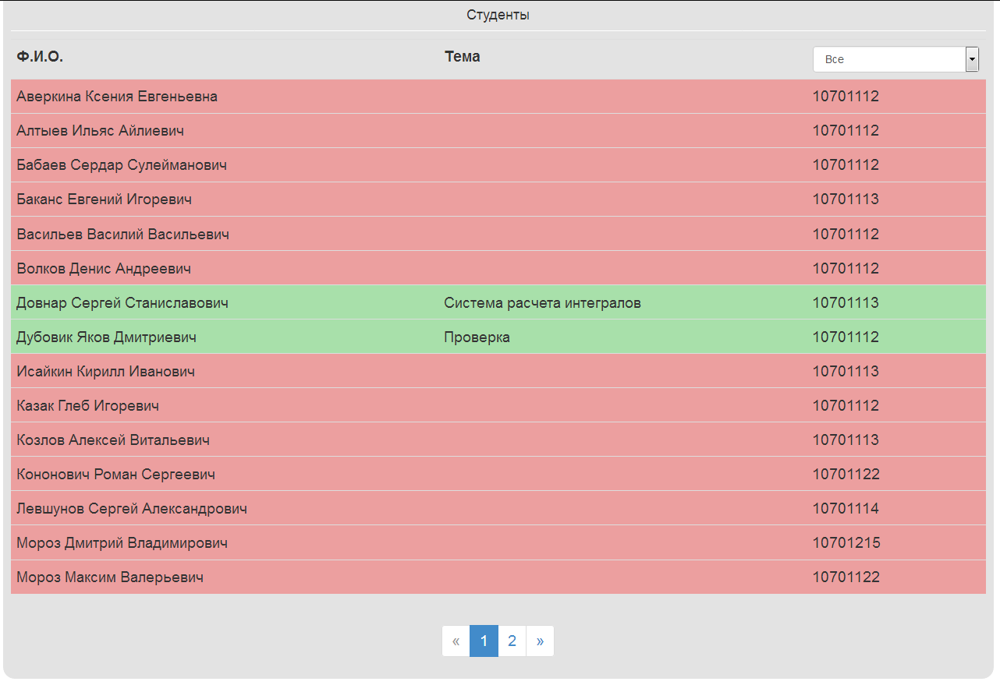 Студенты
Ф.И.О. Тема Все
Аверкина Ксения Евгеньевна 10701112
Алтыев Ильяс Айлиевич 10701112
Бабаев Сердар Сулейманович 10701112
Баканс Евгений Игоревич 10701113
Васильев Василий Васильевич 10701112
Волков Денис Андреевич 10701112
Довнар Сергей Станиславович Система расчета интегралов 10701113
Дубовик Яков Дмитриевич Проверка 10701112
Исайкин Кирилл Иванович 10701113
Казак Глеб Игоревич 10701112
Козлов Алексей Витальевич 10701113
Кононович Роман Сергеевич 10701122
Левшунов Сергей Александрович 10701114
Мороз Дмитрий Владимирович 10701215
Мороз Максим Валерьевич 10701122
« 1 2 »